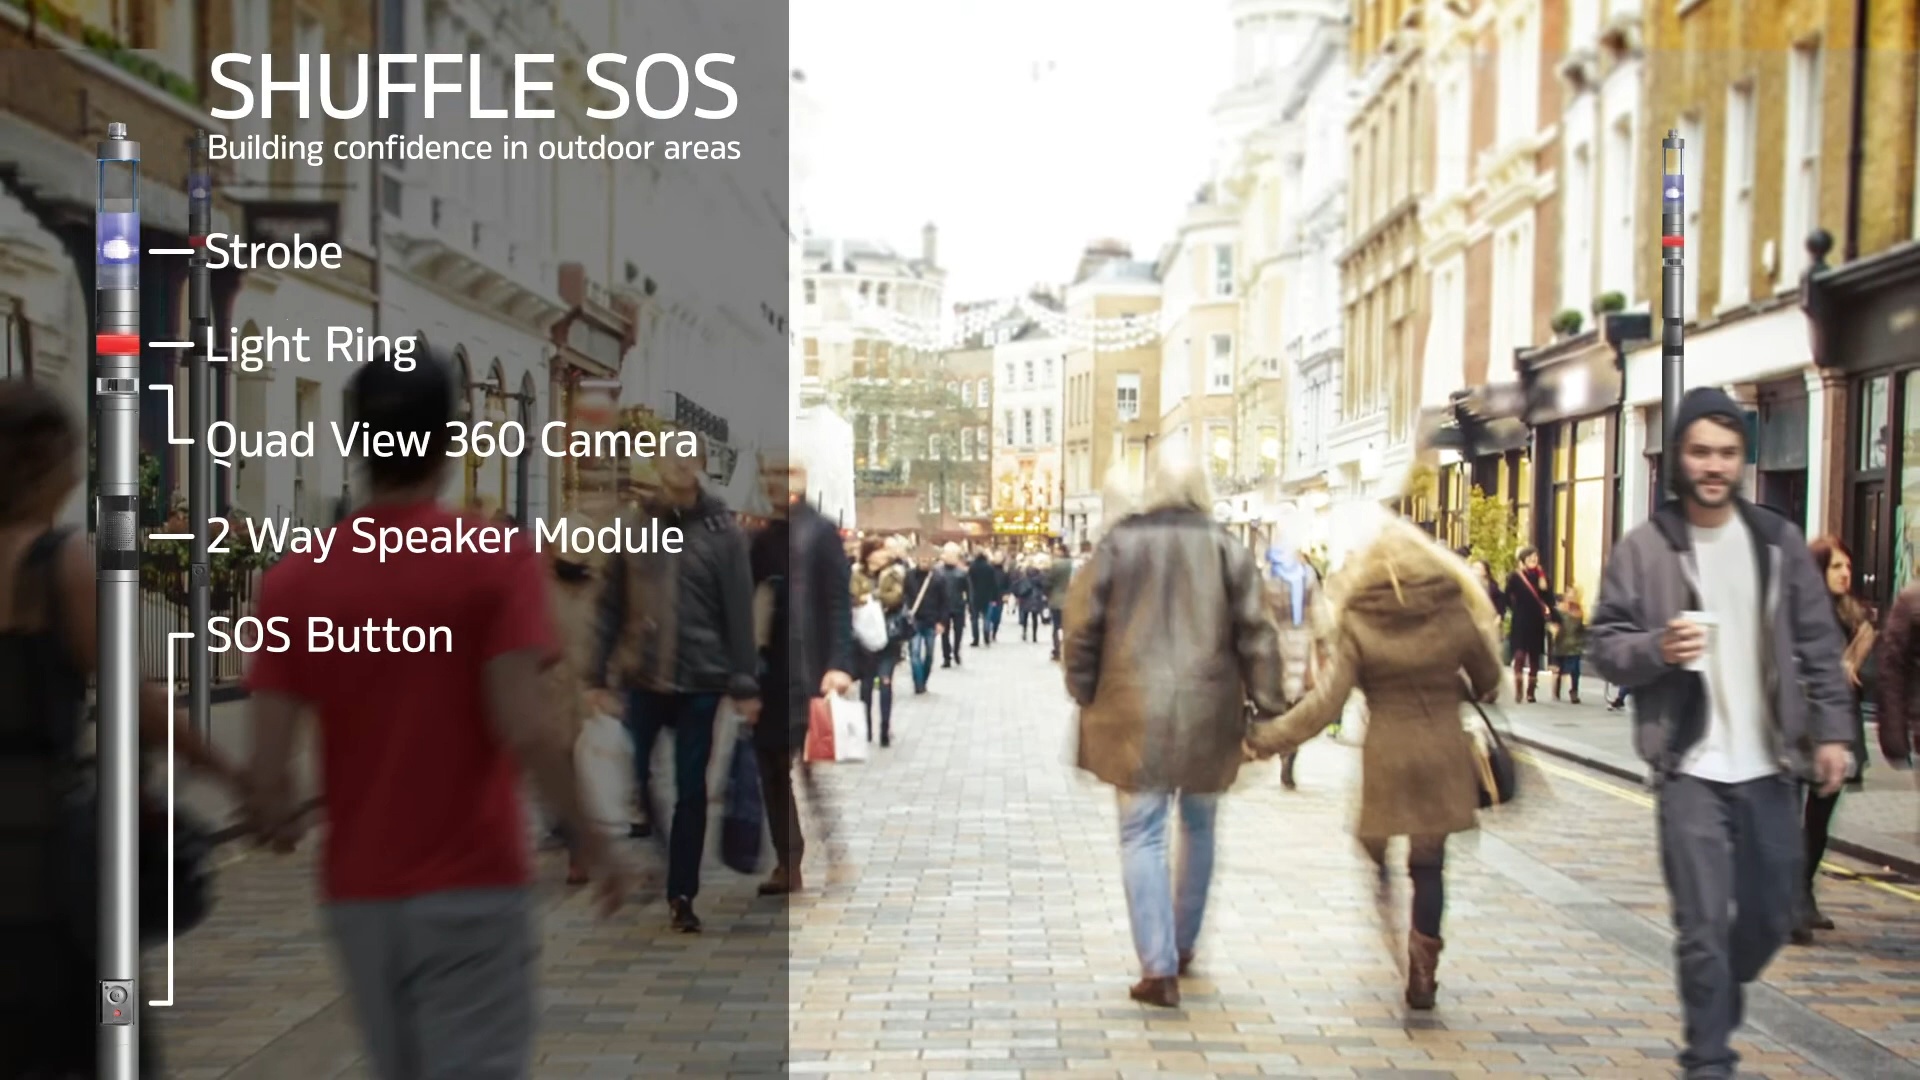 SHUFFLE SOS
Building confidence in outdoor areas
Strobe
Light Ring
Quad View 360 Camera
2 Way Speaker Module
SOS Button